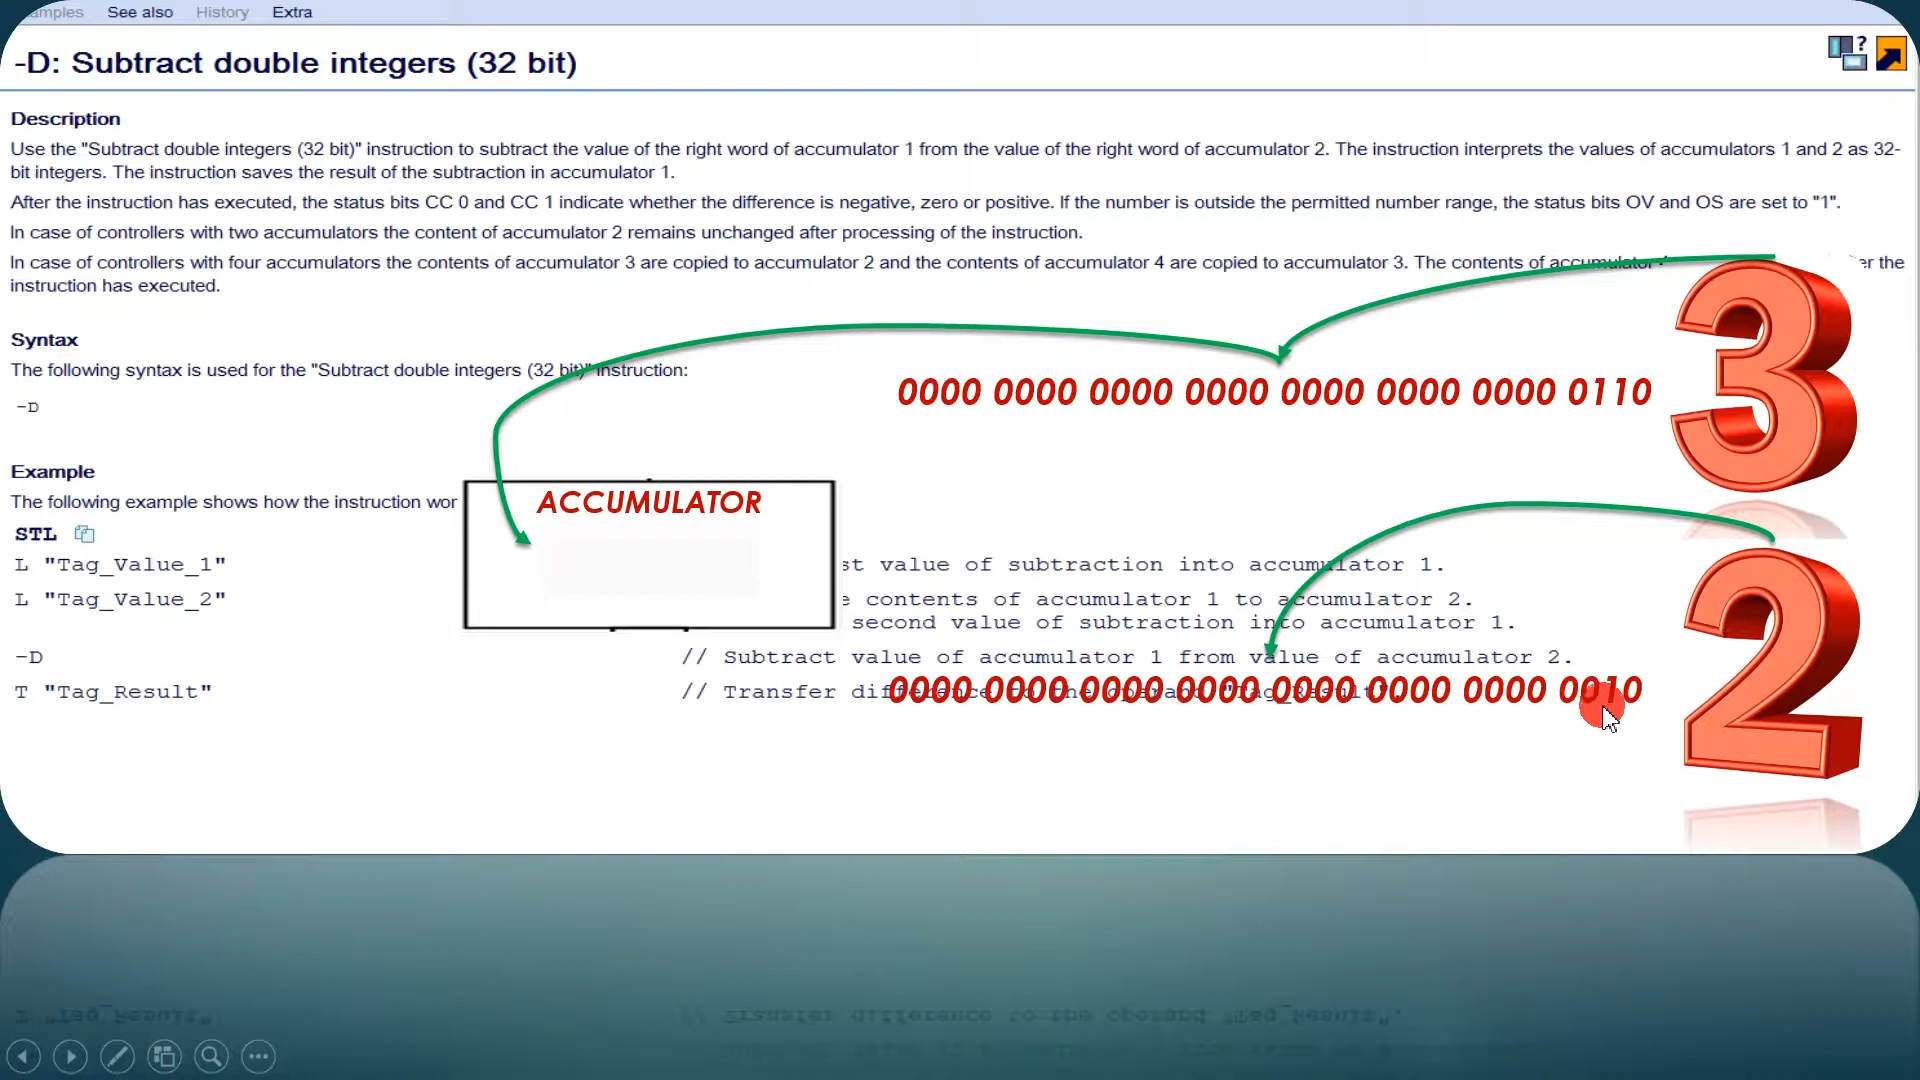 amples See also History Extra
-D: Subtract double integers (32 bit)
Description
Use the "Subtract double integers (32 bit)" instruction to subtract the value of the right word of accumulator 1 from the value of the right word of accumulator 2. The instruction interprets the values of accumulators 1 and 2 as 32-
bit integers. The instruction saves the result of the subtraction in accumulator 1.
After the instruction has executed, the status bits CC 0 and CC 1 indicate whether the difference is negative, zero or positive. If the number is outside the permitted number range, the status bits OV and OS are set to "1".
In case of controllers with two accumulators the content of accumulator 2 remains unchanged after processing of the instruction.
In case of controllers with four accumulators the contents of accumulator 3 are copied to accumulator 2 and the contents of accumulator 4 are copied to accumulator 3. The contents of accumulator 4 er the
instruction has executed.
3
Syntax
The following syntax is used for the "Subtract double integers (32 bit)" instruction:
0000 0000 0000 0000 0000 0000 0000 0110
-D
Example
The following example shows how the instruction wor
ACCUMULATOR
STL
L "Tag_Value_1" st value of subtraction into accumulator 1.
L "Tag_Value_2" e contents of accumulator 1 to accumulator 2.
second value of subtraction into accumulator 1.
2
-D // Subtract value of accumulator 1 from value of accumulator 2.
T "Tag_Result" // Transfer difference to the operand "Tag_Result".
0000 0000 0000 0000 0000 0000 0000 0010